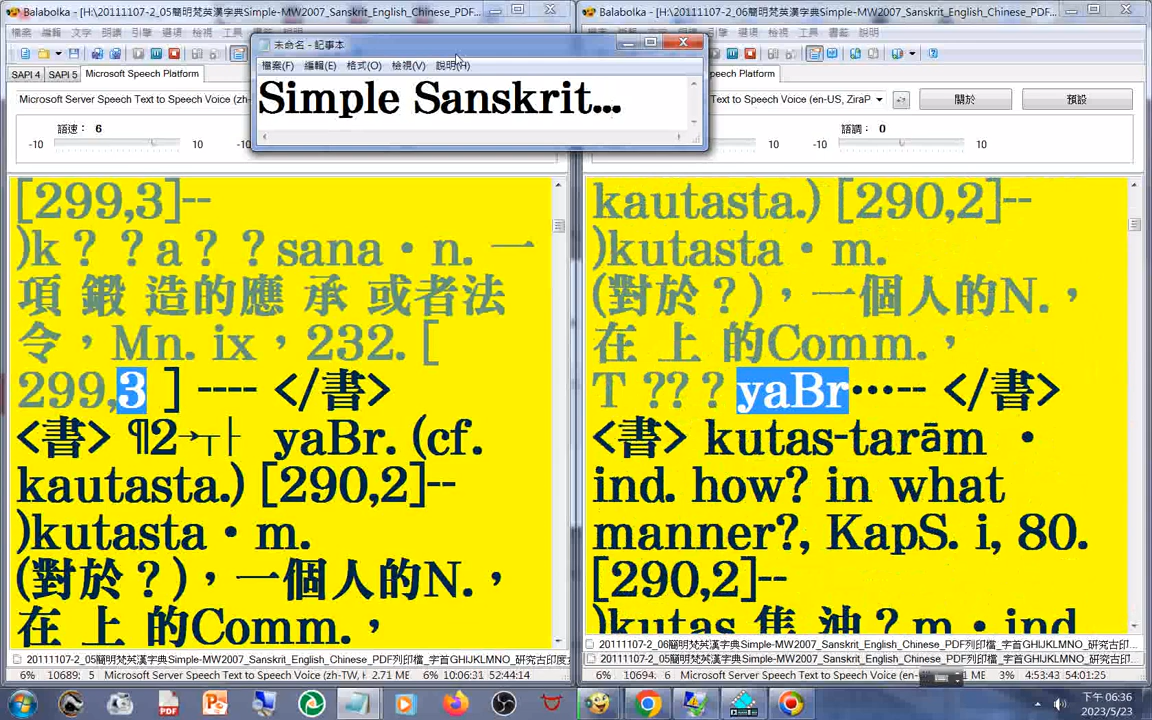 Balabolka - [H:\20111107-2_05簡明梵英漢字典Simple-MW2007_Sanskrit_English_Chinese_PDF...
SAPI 4 SAPI 5 Microsoft Speech Platform
Microsoft Server Speech Text to Speech Voice (zh-
語速： 6
-10 10 -10
[299,3]--
)k？？a？？sana • n. 一
項 鍛 造的應 承 或者法
令，Mn. ix，232. [
299,3 ] ---- </書>
<書> ¶2 yaBr. (cf.
kautasta.) [290,2]--
)kutasta • m.
(對於？)，一個人的N.，
在 上 的Comm.，
20111107-2_05簡明梵英漢字典Simple-MW2007_Sanskrit_English_Chinese_PDF列印檔_字首GHIJKLMNO_研究古印度
6% 10689: 5 Microsoft Speech Platform Microsoft Server Speech Text to Speech Voice (zh-TW, 2.71 ME 6% 10:06:31 52:44:14
未命名 - 記事本
檔案(F) 編輯(E) 格式(O) 檢視(V) 說明(H)
Simple Sanskrit...
Balabolka - [H:\20111107-2_06簡明梵英漢字典Simple-MW2007_Sanskrit_English_Chinese_PDF...
Speech Platform
Text to Speech Voice (en-US, ZiraP 關於 預設
語調： 0
-10 10
kautasta.) [290,2]--
)kutasta • m.
(對於？)，一個人的N.，
在 上 的Comm.，
T ??？yaBr•••-- </書>
<書> kutas-tarām •
ind. how? in what
manner?, KapS. i, 80.
[290,2]--
20111107-2_06簡明梵英漢字典Simple-MW2007_Sanskrit_English_Chinese_PDF列印檔_字首GHIJKLMNO_研究古印...
20111107-2_05簡明梵英漢字典Simple-MW2007_Sanskrit_English_Chinese_PDF列印檔_字首GHIJKLMNO_研究古印...
6% 10694: 6 Microsoft Speech Platform Microsoft Server Speech Text to Speech Voice (en- 3% 4:53:43 54:01:25
下午 06:36
2023/5/23